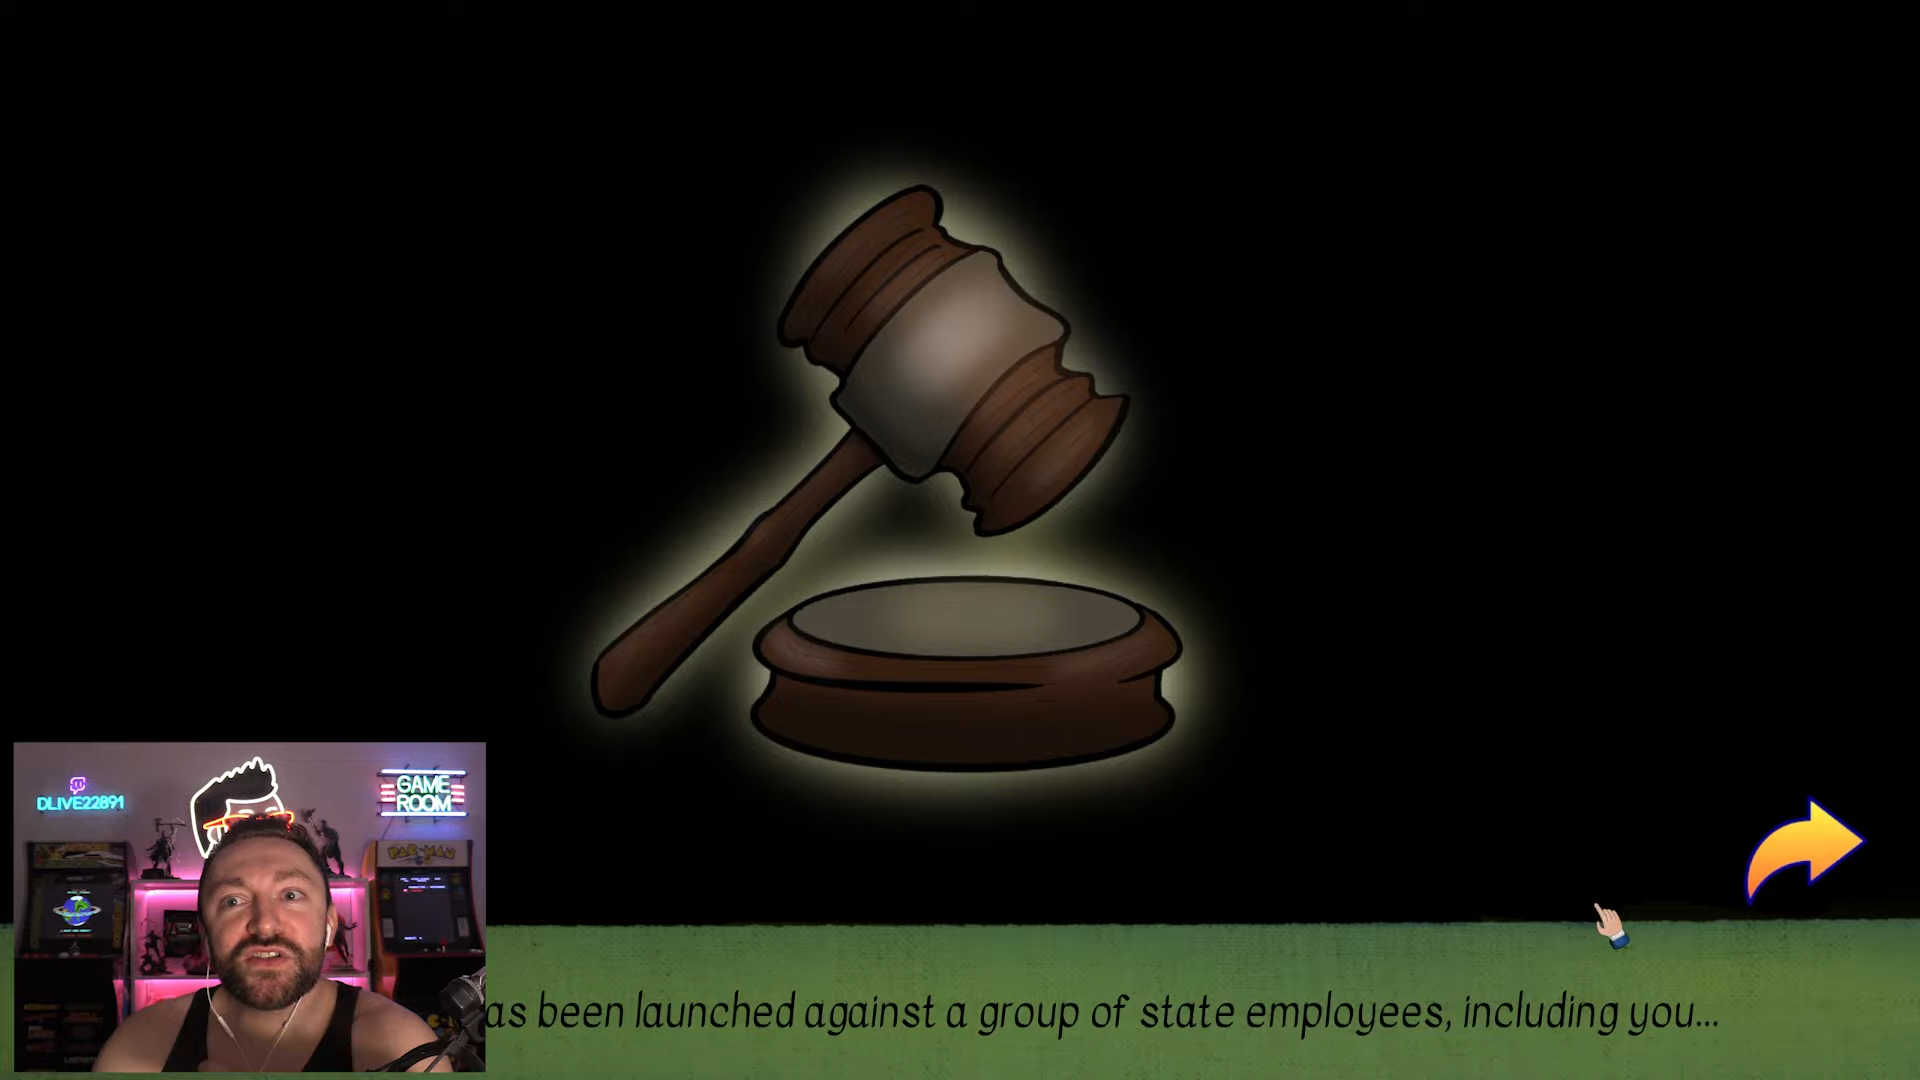 DLIVE22891
GAME
ROOM
PAC-MAN
as been launched against a group of state employees, including you...